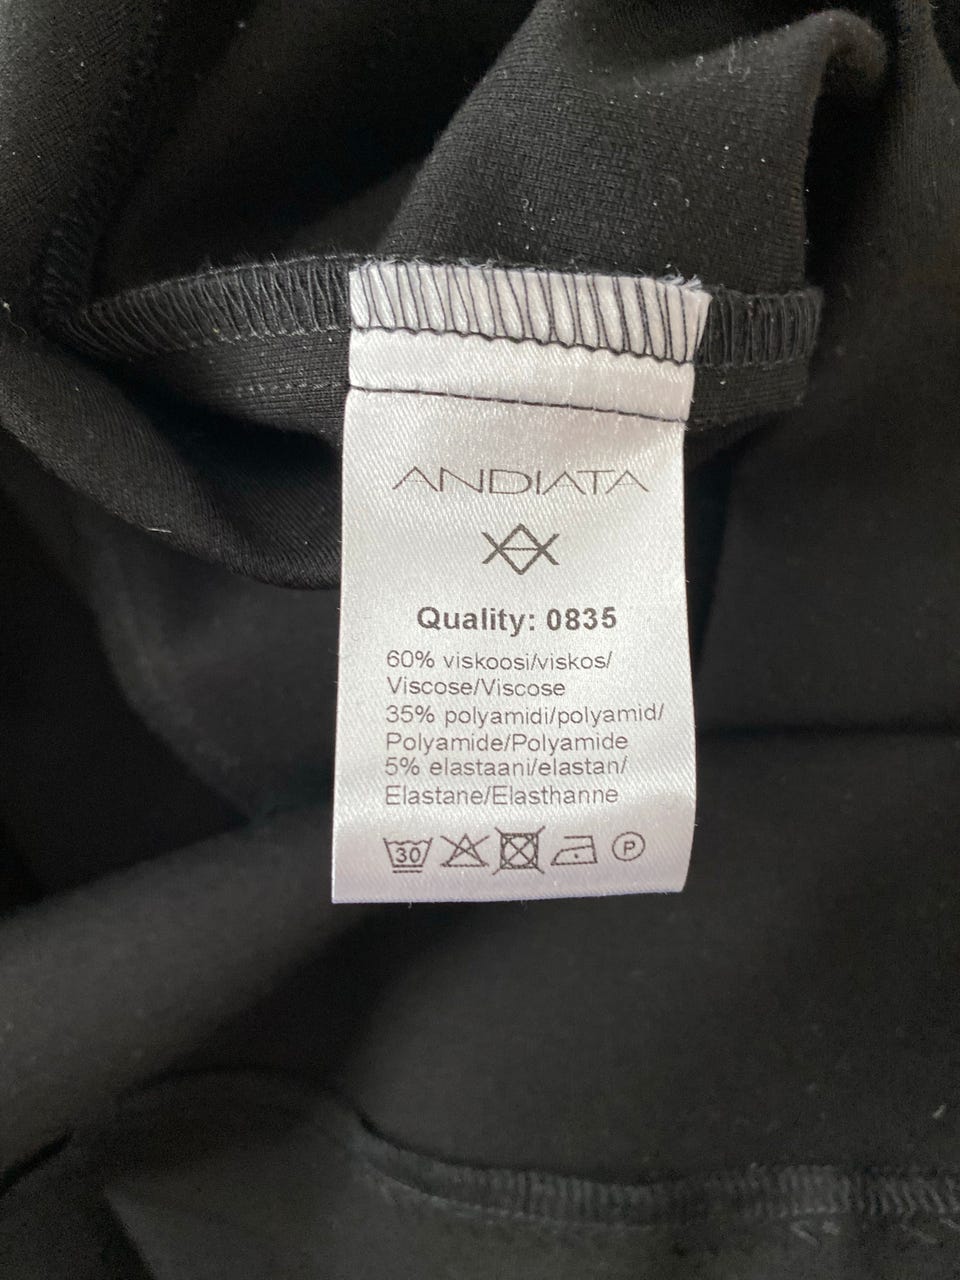 ANDIATA
Quality: 0835
60% viskoosi/viskos/
Viscose/Viscose
35% polyamidi/polyamid/
Polyamide/Polyamide
5% elastaani/elastan/
Elastane/Elasthanne
30 P